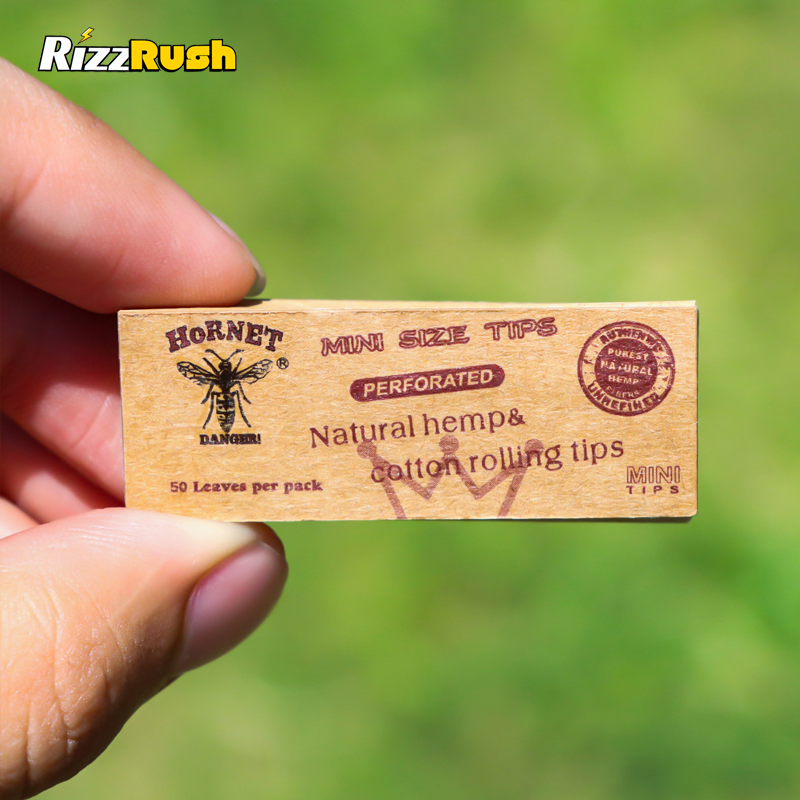 RizzRush
HORNET
®
DANGER!
50 Leaves per pack
MINI SIZE TIPS
PERFORATED
Natural hemp&
cotton rolling tips
AUTHENTIC
PUREST
NATURAL
HEMP
FIBERS
UNREFINED
MINI
TIPS